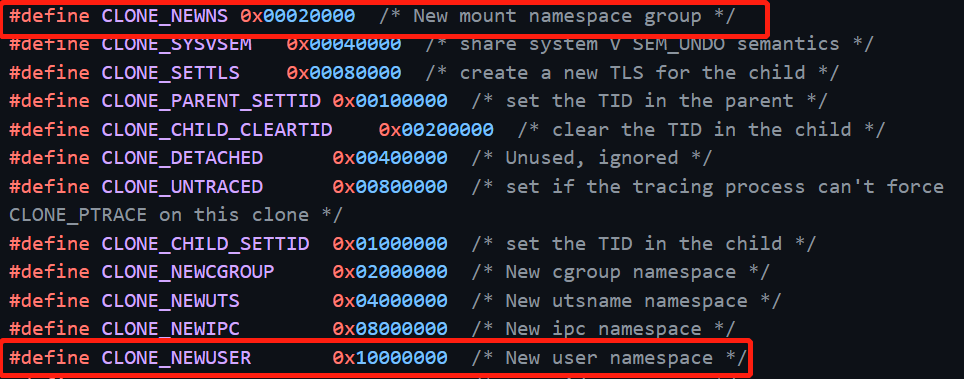 #define CLONE_NEWNS 0x00020000 /* New mount namespace group */
#define CLONE_SYSVSEM 0x00040000 /* share system V SEM_UNDO semantics */
#define CLONE_SETTLS 0x00080000 /* create a new TLS for the child */
#define CLONE_PARENT_SETTID 0x00100000 /* set the TID in the parent */
#define CLONE_CHILD_CLEARTID 0x00200000 /* clear the TID in the child */
#define CLONE_DETACHED 0x00400000 /* Unused, ignored */
#define CLONE_UNTRACED 0x00800000 /* set if the tracing process can't force
CLONE_PTRACE on this clone */
#define CLONE_CHILD_SETTID 0x01000000 /* set the TID in the child */
#define CLONE_NEWCGROUP 0x02000000 /* New cgroup namespace */
#define CLONE_NEWUTS 0x04000000 /* New utsname namespace */
#define CLONE_NEWIPC 0x08000000 /* New ipc namespace */
#define CLONE_NEWUSER 0x10000000 /* New user namespace */